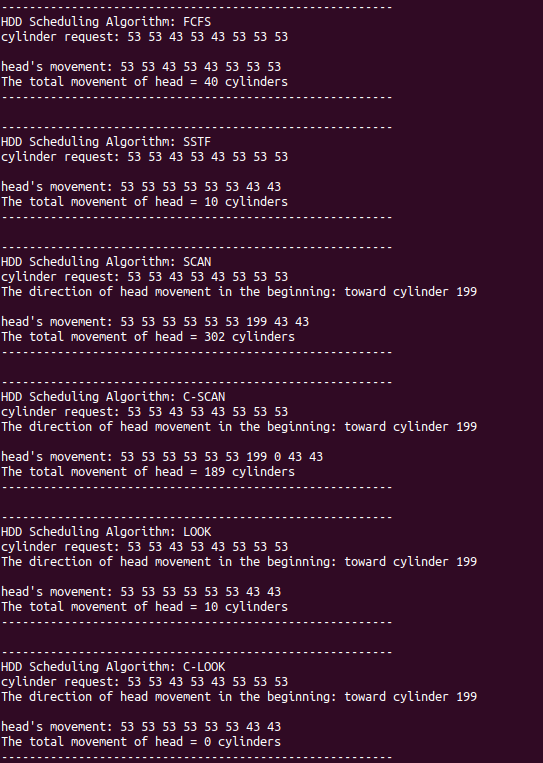 --------------------------------------------------------
HDD Scheduling Algorithm: FCFS
cylinder request: 53 53 43 53 43 53 53 53
head's movement: 53 53 43 53 43 53 53 53
The total movement of head = 40 cylinders
--------------------------------------------------------
--------------------------------------------------------
HDD Scheduling Algorithm: SSTF
cylinder request: 53 53 43 53 43 53 53 53
head's movement: 53 53 53 53 53 53 43 43
The total movement of head = 10 cylinders
--------------------------------------------------------
--------------------------------------------------------
HDD Scheduling Algorithm: SCAN
cylinder request: 53 53 43 53 43 53 53 53
The direction of head movement in the beginning: toward cylinder 199
head's movement: 53 53 53 53 53 53 199 43 43
The total movement of head = 302 cylinders
--------------------------------------------------------
--------------------------------------------------------
HDD Scheduling Algorithm: C-SCAN
cylinder request: 53 53 43 53 43 53 53 53
The direction of head movement in the beginning: toward cylinder 199
head's movement: 53 53 53 53 53 53 199 0 43 43
The total movement of head = 189 cylinders
--------------------------------------------------------
--------------------------------------------------------
HDD Scheduling Algorithm: LOOK
cylinder request: 53 53 43 53 43 53 53 53
The direction of head movement in the beginning: toward cylinder 199
head's movement: 53 53 53 53 53 53 43 43
The total movement of head = 10 cylinders
--------------------------------------------------------
--------------------------------------------------------
HDD Scheduling Algorithm: C-LOOK
cylinder request: 53 53 43 53 43 53 53 53
The direction of head movement in the beginning: toward cylinder 199
head's movement: 53 53 53 53 53 53 43 43
The total movement of head = 0 cylinders
--------------------------------------------------------